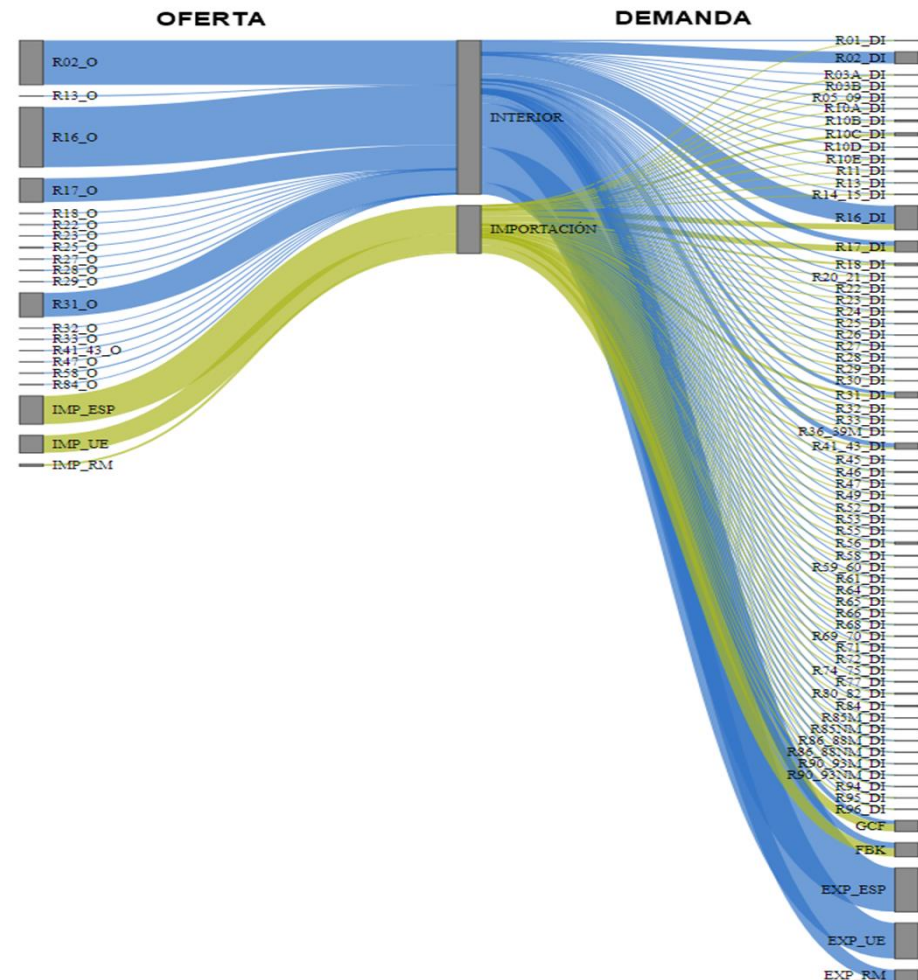 OFERTA
DEMANDA
R02_O
R13_O
R16_O
R17_O
R18_O
R22_O
R23_O
R25_O
R27_O
R28_O
R29_O
R31_O
R32_O
R33_O
R41_43_O
R47_O
R58_O
R84_O
IMP_ESP
IMP_UE
IMP_RM
INTERIOR
IMPORTACIÓN
R01_DI
R02_DI
R03A_DI
R03B_DI
R05_09_DI
R10A_DI
R10B_DI
R10C_DI
R10D_DI
R10E_DI
R11_DI
R13_DI
R14_15_DI
R16_DI
R17_DI
R18_DI
R20_21_DI
R22_DI
R23_DI
R24_DI
R25_DI
R26_DI
R27_DI
R28_DI
R29_DI
R30_DI
R31_DI
R32_DI
R33_DI
R36_39M_DI
R41_43_DI
R45_DI
R46_DI
R47_DI
R49_DI
R52_DI
R53_DI
R55_DI
R56_DI
R58_DI
R59_60_DI
R61_DI
R64_DI
R65_DI
R66_DI
R68_DI
R69_70_DI
R71_DI
R72_DI
R74_75_DI
R77_DI
R80_82_DI
R84_DI
R85M_DI
R85NM_DI
R86_88M_DI
R86_88NM_DI
R90_93M_DI
R90_93NM_DI
R94_DI
R95_DI
R96_DI
GCF
FBK
EXP_ESP
EXP_UE
EXP_RM